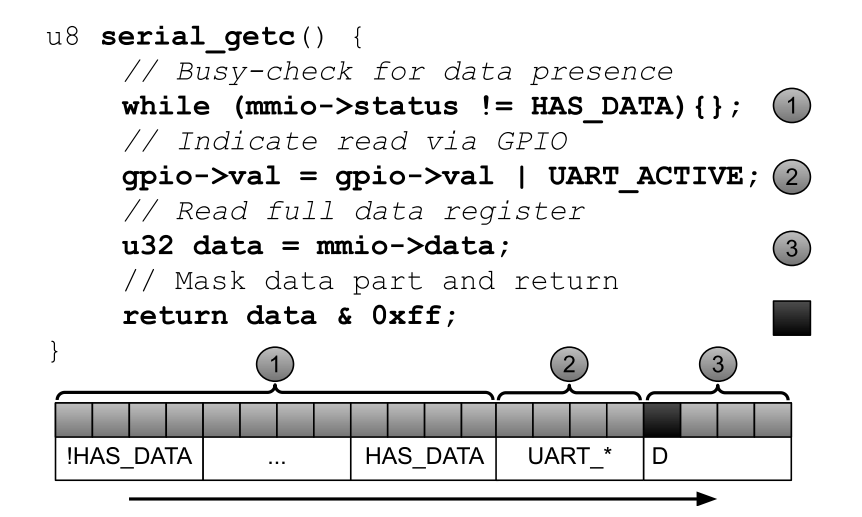 u8 serial_getc() {
// Busy-check for data presence
while (mmio->status != HAS_DATA){}; 1
// Indicate read via GPIO
gpio->val = gpio->val | UART_ACTIVE; 2
// Read full data register
u32 data = mmio->data; 3
// Mask data part and return
return data & 0xff;
}
1 2 3
!HAS_DATA ... HAS_DATA UART_* D